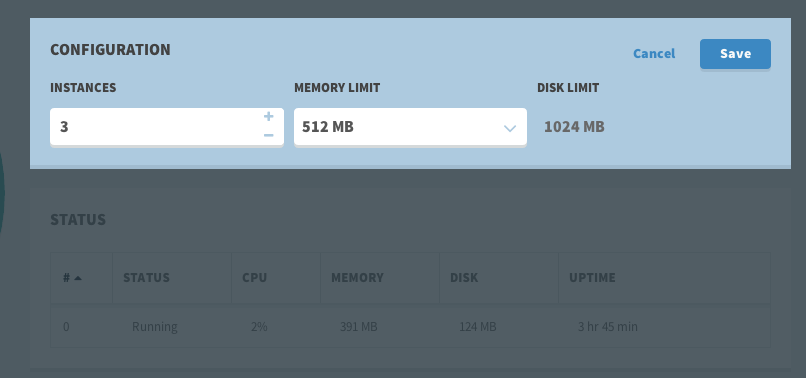 CONFIGURATION
Cancel Save
INSTANCES MEMORY LIMIT DISK LIMIT
3 + − 512 MB 1024 MB
STATUS
# STATUS CPU MEMORY DISK UPTIME
0 Running 2% 391 MB 124 MB 3 hr 45 min